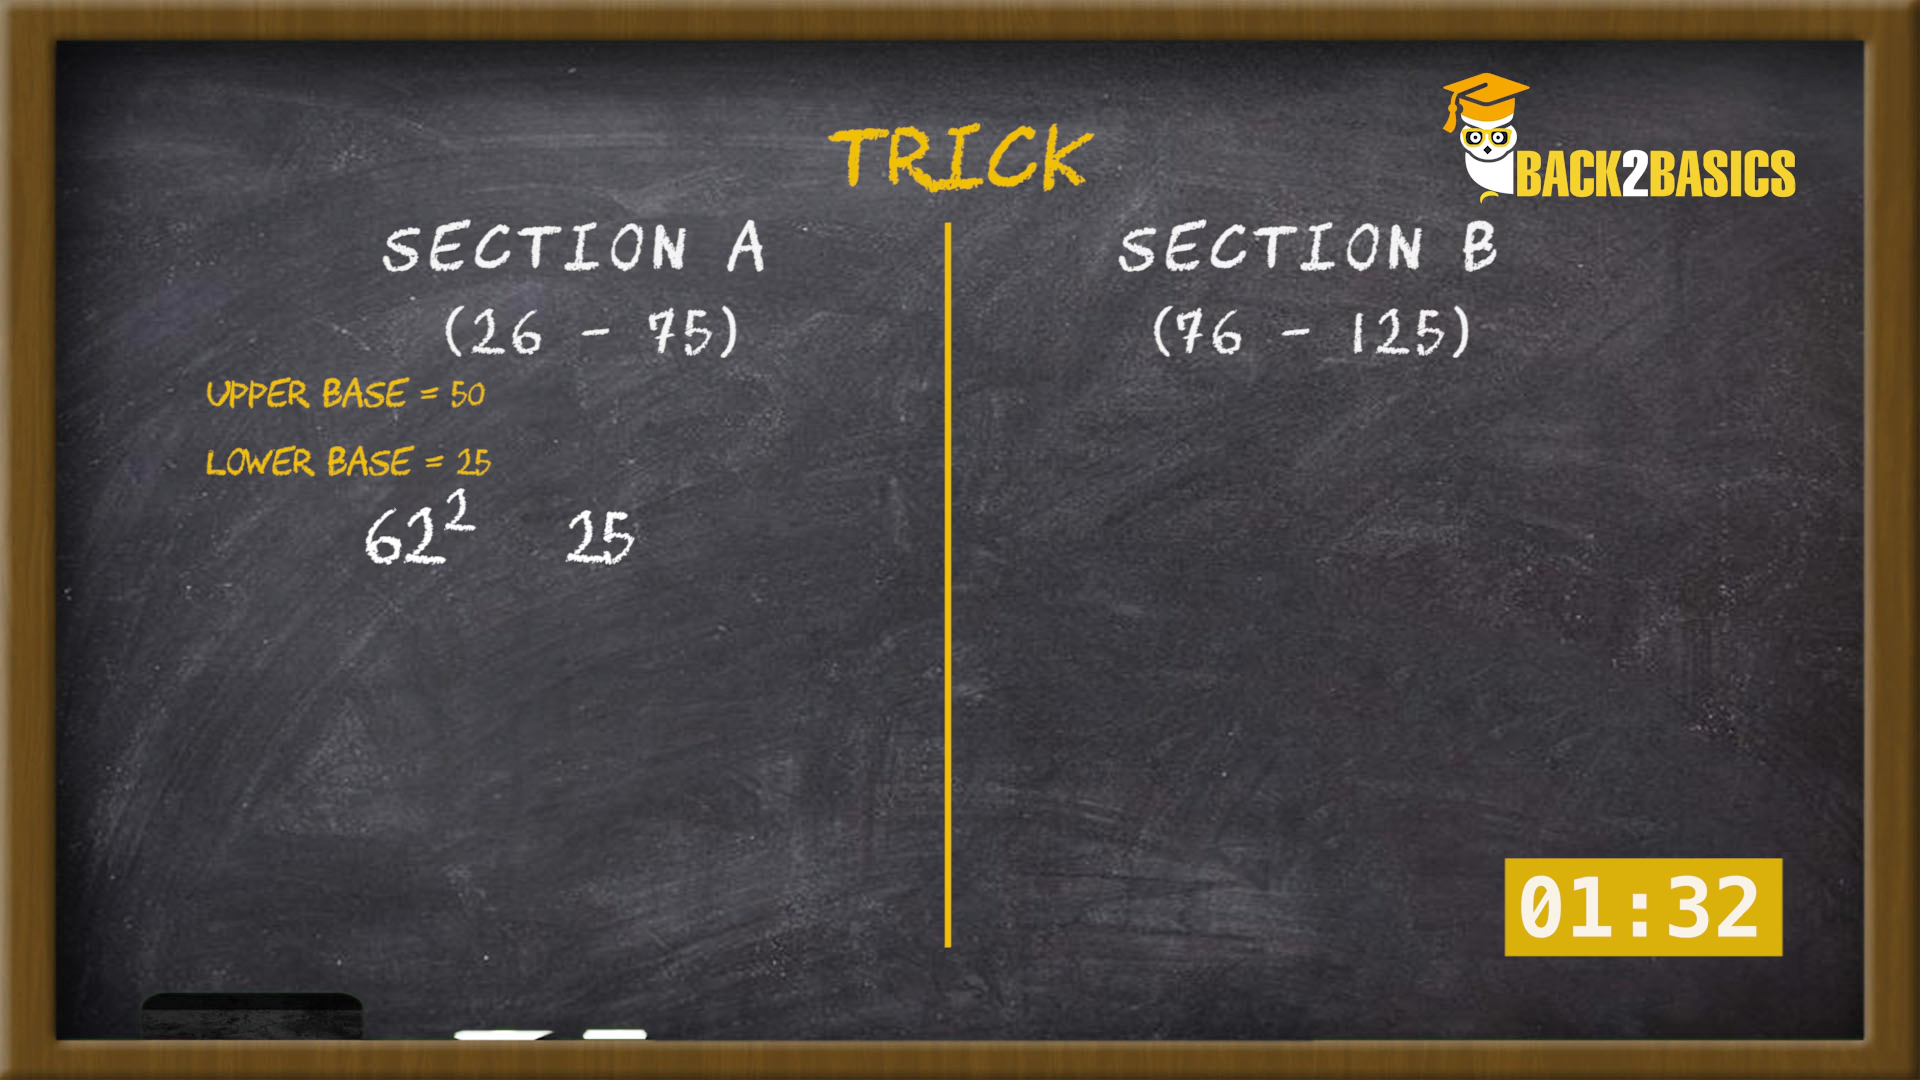 TRICK
BACK2BASICS
SECTION A
(26 - 75)
UPPER BASE = 50
LOWER BASE = 25
62² 25
SECTION B
(76 - 125)
01:32